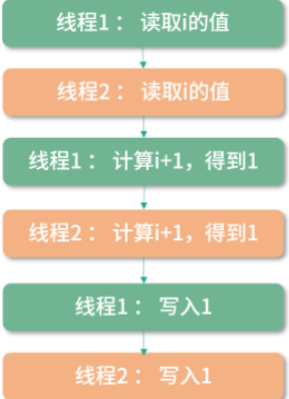 线程1： 读取i的值
线程2： 读取i的值
线程1： 计算i+1，得到1
线程2： 计算i+1，得到1
线程1： 写入1
线程2： 写入1